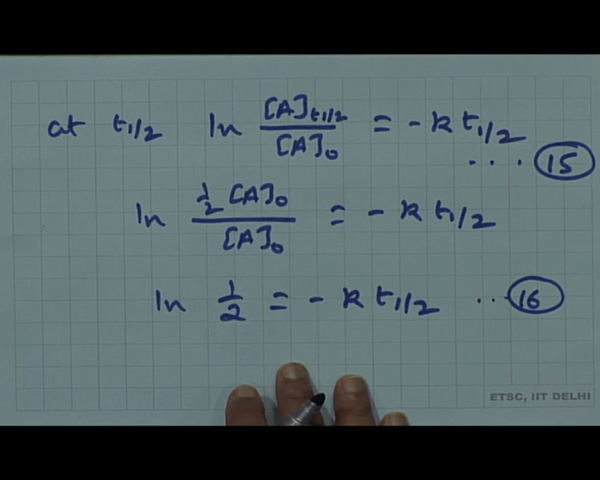 at t1/2 ln [A]t1/2 / [A]0 = - k t1/2
... 15
ln 1/2 [A]0 / [A]0 = - k t1/2
ln 1/2 = - k t1/2 ... 16
ETSC, IIT DELHI